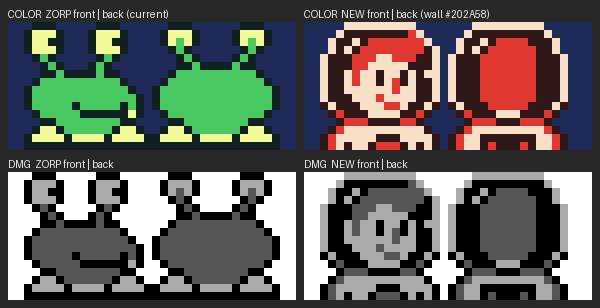 COLOR ZORP front | back (current)
COLOR NEW front | back (wall #202A58)
DMG ZORP front | back
DMG NEW front | back